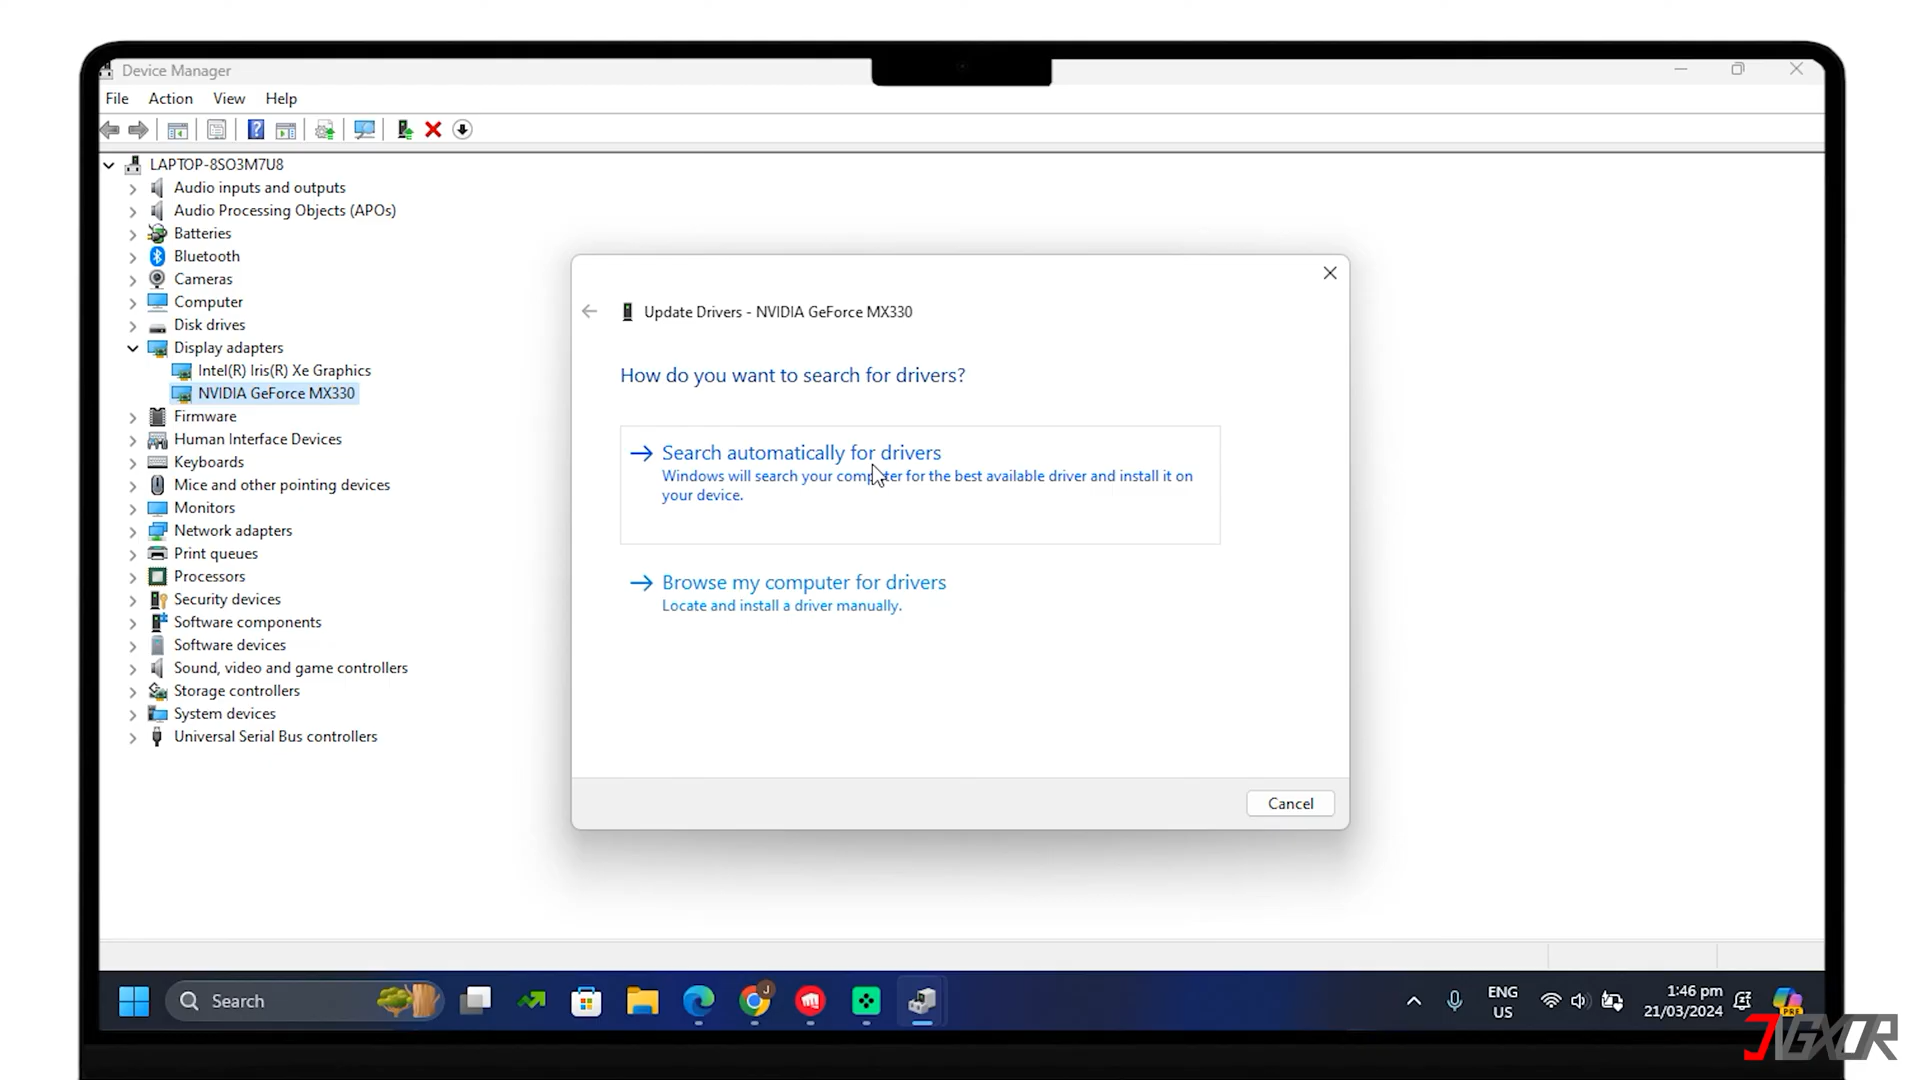 Device Manager
File Action View Help
LAPTOP-8SO3M7U8
Audio inputs and outputs
Audio Processing Objects (APOs)
Batteries
Bluetooth
Cameras
Computer
Disk drives
Display adapters
Intel(R) Iris(R) Xe Graphics
NVIDIA GeForce MX330
Firmware
Human Interface Devices
Keyboards
Mice and other pointing devices
Monitors
Network adapters
Print queues
Processors
Security devices
Software components
Software devices
Sound, video and game controllers
Storage controllers
System devices
Universal Serial Bus controllers
Update Drivers - NVIDIA GeForce MX330
How do you want to search for drivers?
Search automatically for drivers
Windows will search your computer for the best available driver and install it on
your device.
Browse my computer for drivers
Locate and install a driver manually.
Cancel
Search
J
ENG
US
1:46 pm
21/03/2024
PRE
JVGXOR